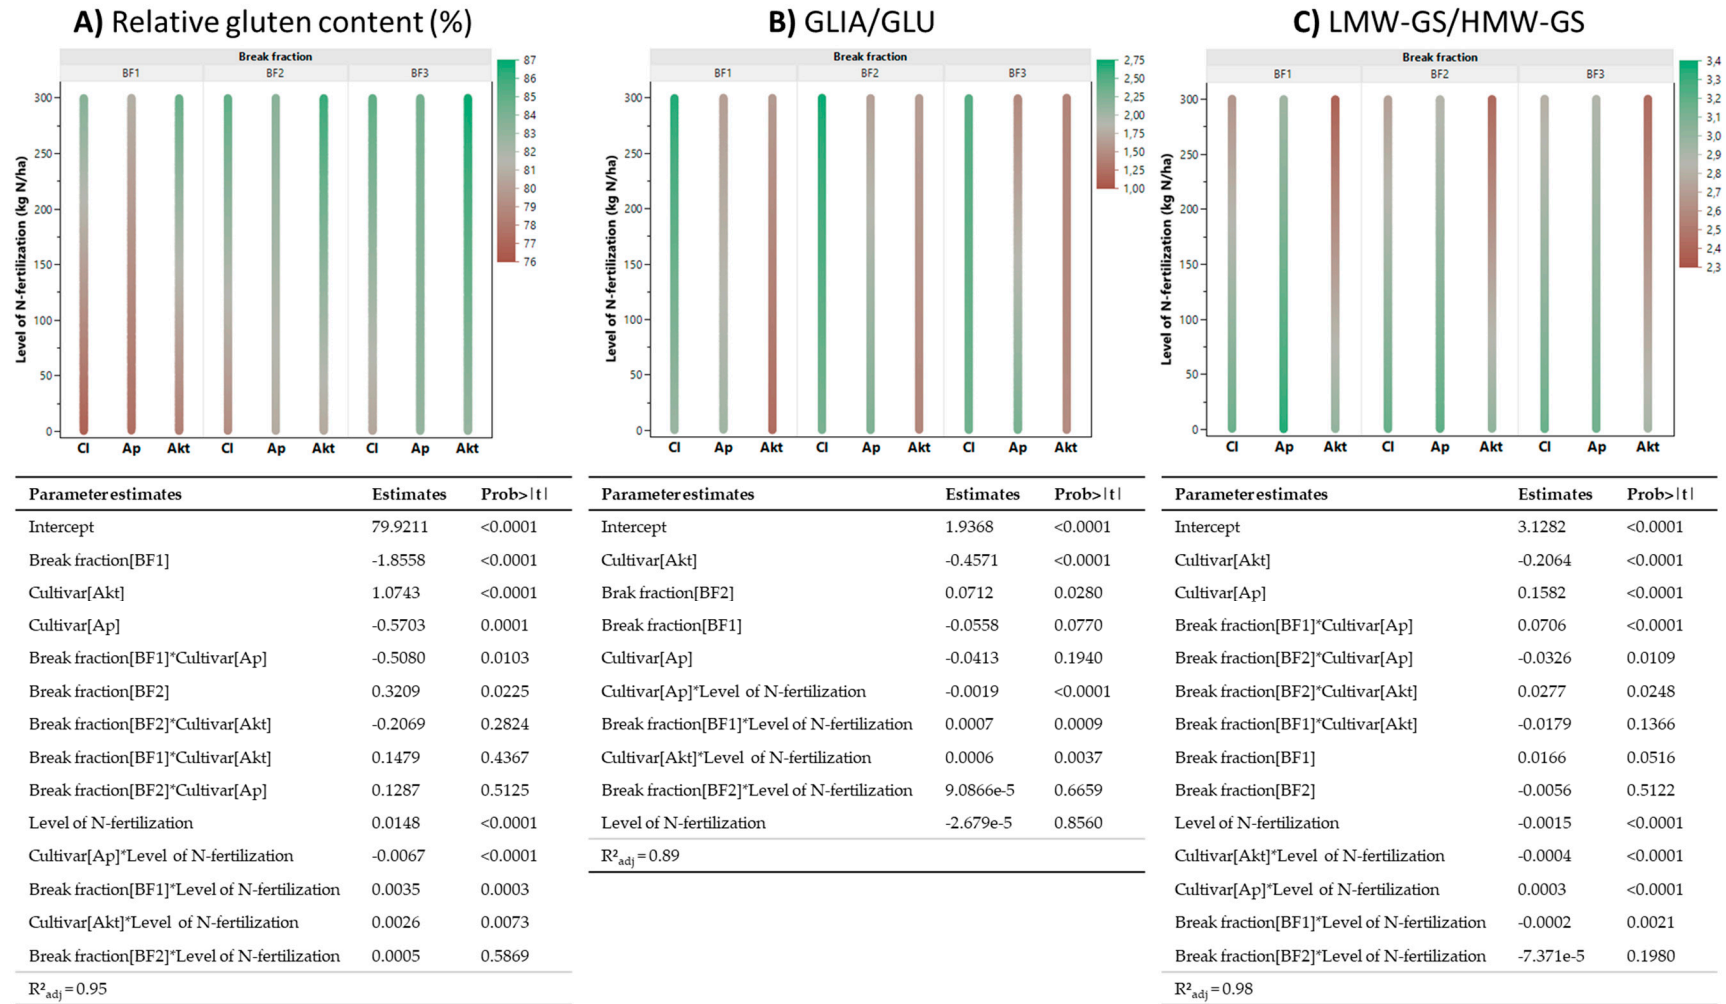 A) Relative gluten content (%)
Break fraction
BF1 BF2 BF3
Level of N-fertilization (kg N/ha)
300
250
200
150
100
50
0
Cl Ap Akt Cl Ap Akt Cl Ap Akt
87
86
85
84
83
81
80
79
78
77
76
B) GLIA/GLU
Break fraction
BF1 BF2 BF3
Level of N-fertilization (kg N/ha)
300
250
200
150
100
50
0
Cl Ap Akt Cl Ap Akt Cl Ap Akt
2,75
2,50
2,25
2,00
1,75
1,50
1,25
1,00
C) LMW-GS/HMW-GS
Break fraction
BF1 BF2 BF3
Level of N-fertilization (kg N/ha)
300
250
200
150
100
50
0
Cl Ap Akt Cl Ap Akt Cl Ap Akt
3,4
3,3
3,2
3,1
3,0
2,9
2,8
2,7
2,6
2,5
2,4
2,3
Parameter estimates Estimates Prob>|t|
Intercept 79.9211 <0.0001
Break fraction[BF1] -1.8558 <0.0001
Cultivar[Akt] 1.0743 <0.0001
Cultivar[Ap] -0.5703 0.0001
Break fraction[BF1]*Cultivar[Ap] -0.5080 0.0103
Break fraction[BF2] 0.3209 0.0225
Break fraction[BF2]*Cultivar[Akt] -0.2069 0.2824
Break fraction[BF1]*Cultivar[Akt] 0.1479 0.4367
Break fraction[BF2]*Cultivar[Ap] 0.1287 0.5125
Level of N-fertilization 0.0148 <0.0001
Cultivar[Ap]*Level of N-fertilization -0.0067 <0.0001
Break fraction[BF1]*Level of N-fertilization 0.0035 0.0003
Cultivar[Akt]*Level of N-fertilization 0.0026 0.0073
Break fraction[BF2]*Level of N-fertilization 0.0005 0.5869
R²adj = 0.95
Parameter estimates Estimates Prob>|t|
Intercept 1.9368 <0.0001
Cultivar[Akt] -0.4571 <0.0001
Brak fraction[BF2] 0.0712 0.0280
Break fraction[BF1] -0.0558 0.0770
Cultivar[Ap] -0.0413 0.1940
Cultivar[Ap]*Level of N-fertilization -0.0019 <0.0001
Break fraction[BF1]*Level of N-fertilization 0.0007 0.0009
Cultivar[Akt]*Level of N-fertilization 0.0006 0.0037
Break fraction[BF2]*Level of N-fertilization 9.0866e-5 0.6659
Level of N-fertilization -2.679e-5 0.8560
R²adj = 0.89
Parameter estimates Estimates Prob>|t|
Intercept 3.1282 <0.0001
Cultivar[Akt] -0.2064 <0.0001
Cultivar[Ap] 0.1582 <0.0001
Break fraction[BF1]*Cultivar[Ap] 0.0706 <0.0001
Break fraction[BF2]*Cultivar[Ap] -0.0326 0.0109
Break fraction[BF2]*Cultivar[Akt] 0.0277 0.0248
Break fraction[BF1]*Cultivar[Akt] -0.0179 0.1366
Break fraction[BF1] 0.0166 0.0516
Break fraction[BF2] -0.0056 0.5122
Level of N-fertilization -0.0015 <0.0001
Cultivar[Akt]*Level of N-fertilization -0.0004 <0.0001
Cultivar[Ap]*Level of N-fertilization 0.0003 <0.0001
Break fraction[BF1]*Level of N-fertilization -0.0002 0.0021
Break fraction[BF2]*Level of N-fertilization -7.371e-5 0.1980
R²adj = 0.98